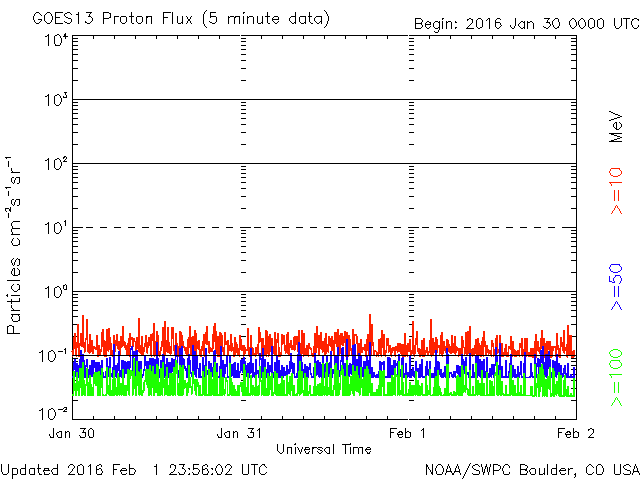 GOES13 Proton Flux (5 minute data)
Begin: 2016 Jan 30 0000 UTC
10⁴
10³
10²
10¹
10⁰
10⁻¹
10⁻²
Particles cm⁻²s⁻¹sr⁻¹
MeV
>=10
>=50
>=100
Jan 30
Jan 31
Feb 1
Feb 2
Universal Time
Updated 2016 Feb 1 23:56:02 UTC
NOAA/SWPC Boulder, CO USA